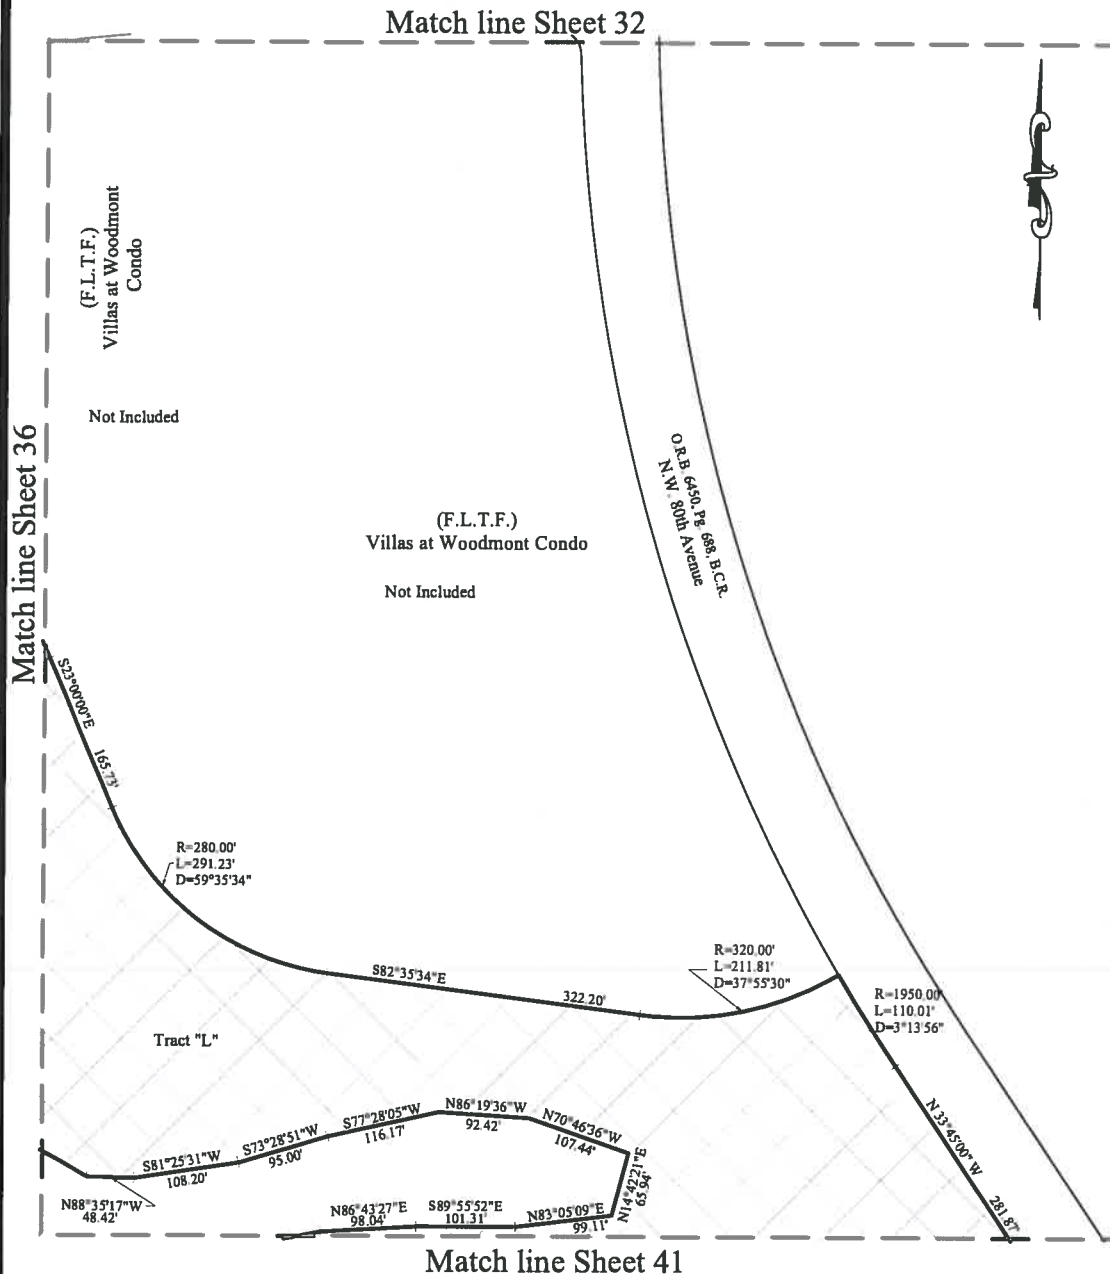 Match line Sheet 32
(F.L.T.F.)
Villas at Woodmont
Condo
Not Included
Match line Sheet 36
(F.L.T.F.)
Villas at Woodmont Condo
Not Included
O.R.B. 6450, Pg. 688, B.C.R.
N.W. 80th Avenue
S23°00'00"E
165.73'
R=280.00'
L=291.23'
D=59°35'34"
S82°35'34"E
322.20'
R=320.00'
L=211.81'
D=37°55'30"
R=1950.00'
L=110.01'
D=3°13'56"
Tract "L"
N 33°45'00" W
281.87'
N88°35'17"W
48.42'
S81°25'31"W
108.20'
S73°28'51"W
95.00'
S77°28'05"W
116.17'
N86°19'36"W
92.42'
N70°46'36"W
107.44'
N14°42'21"E
65.94'
N86°43'27"E
98.04'
S89°55'52"E
101.31'
N83°05'09"E
99.11'
Match line Sheet 41